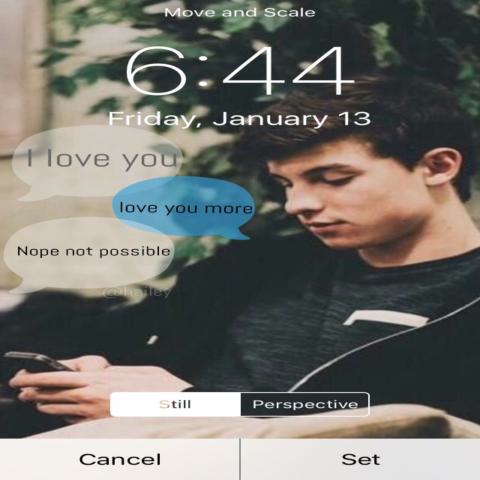 Move and Scale
6:44
Friday, January 13
I love you
love you more
Nope not possible
@hailey
Still
Perspective
Cancel
Set